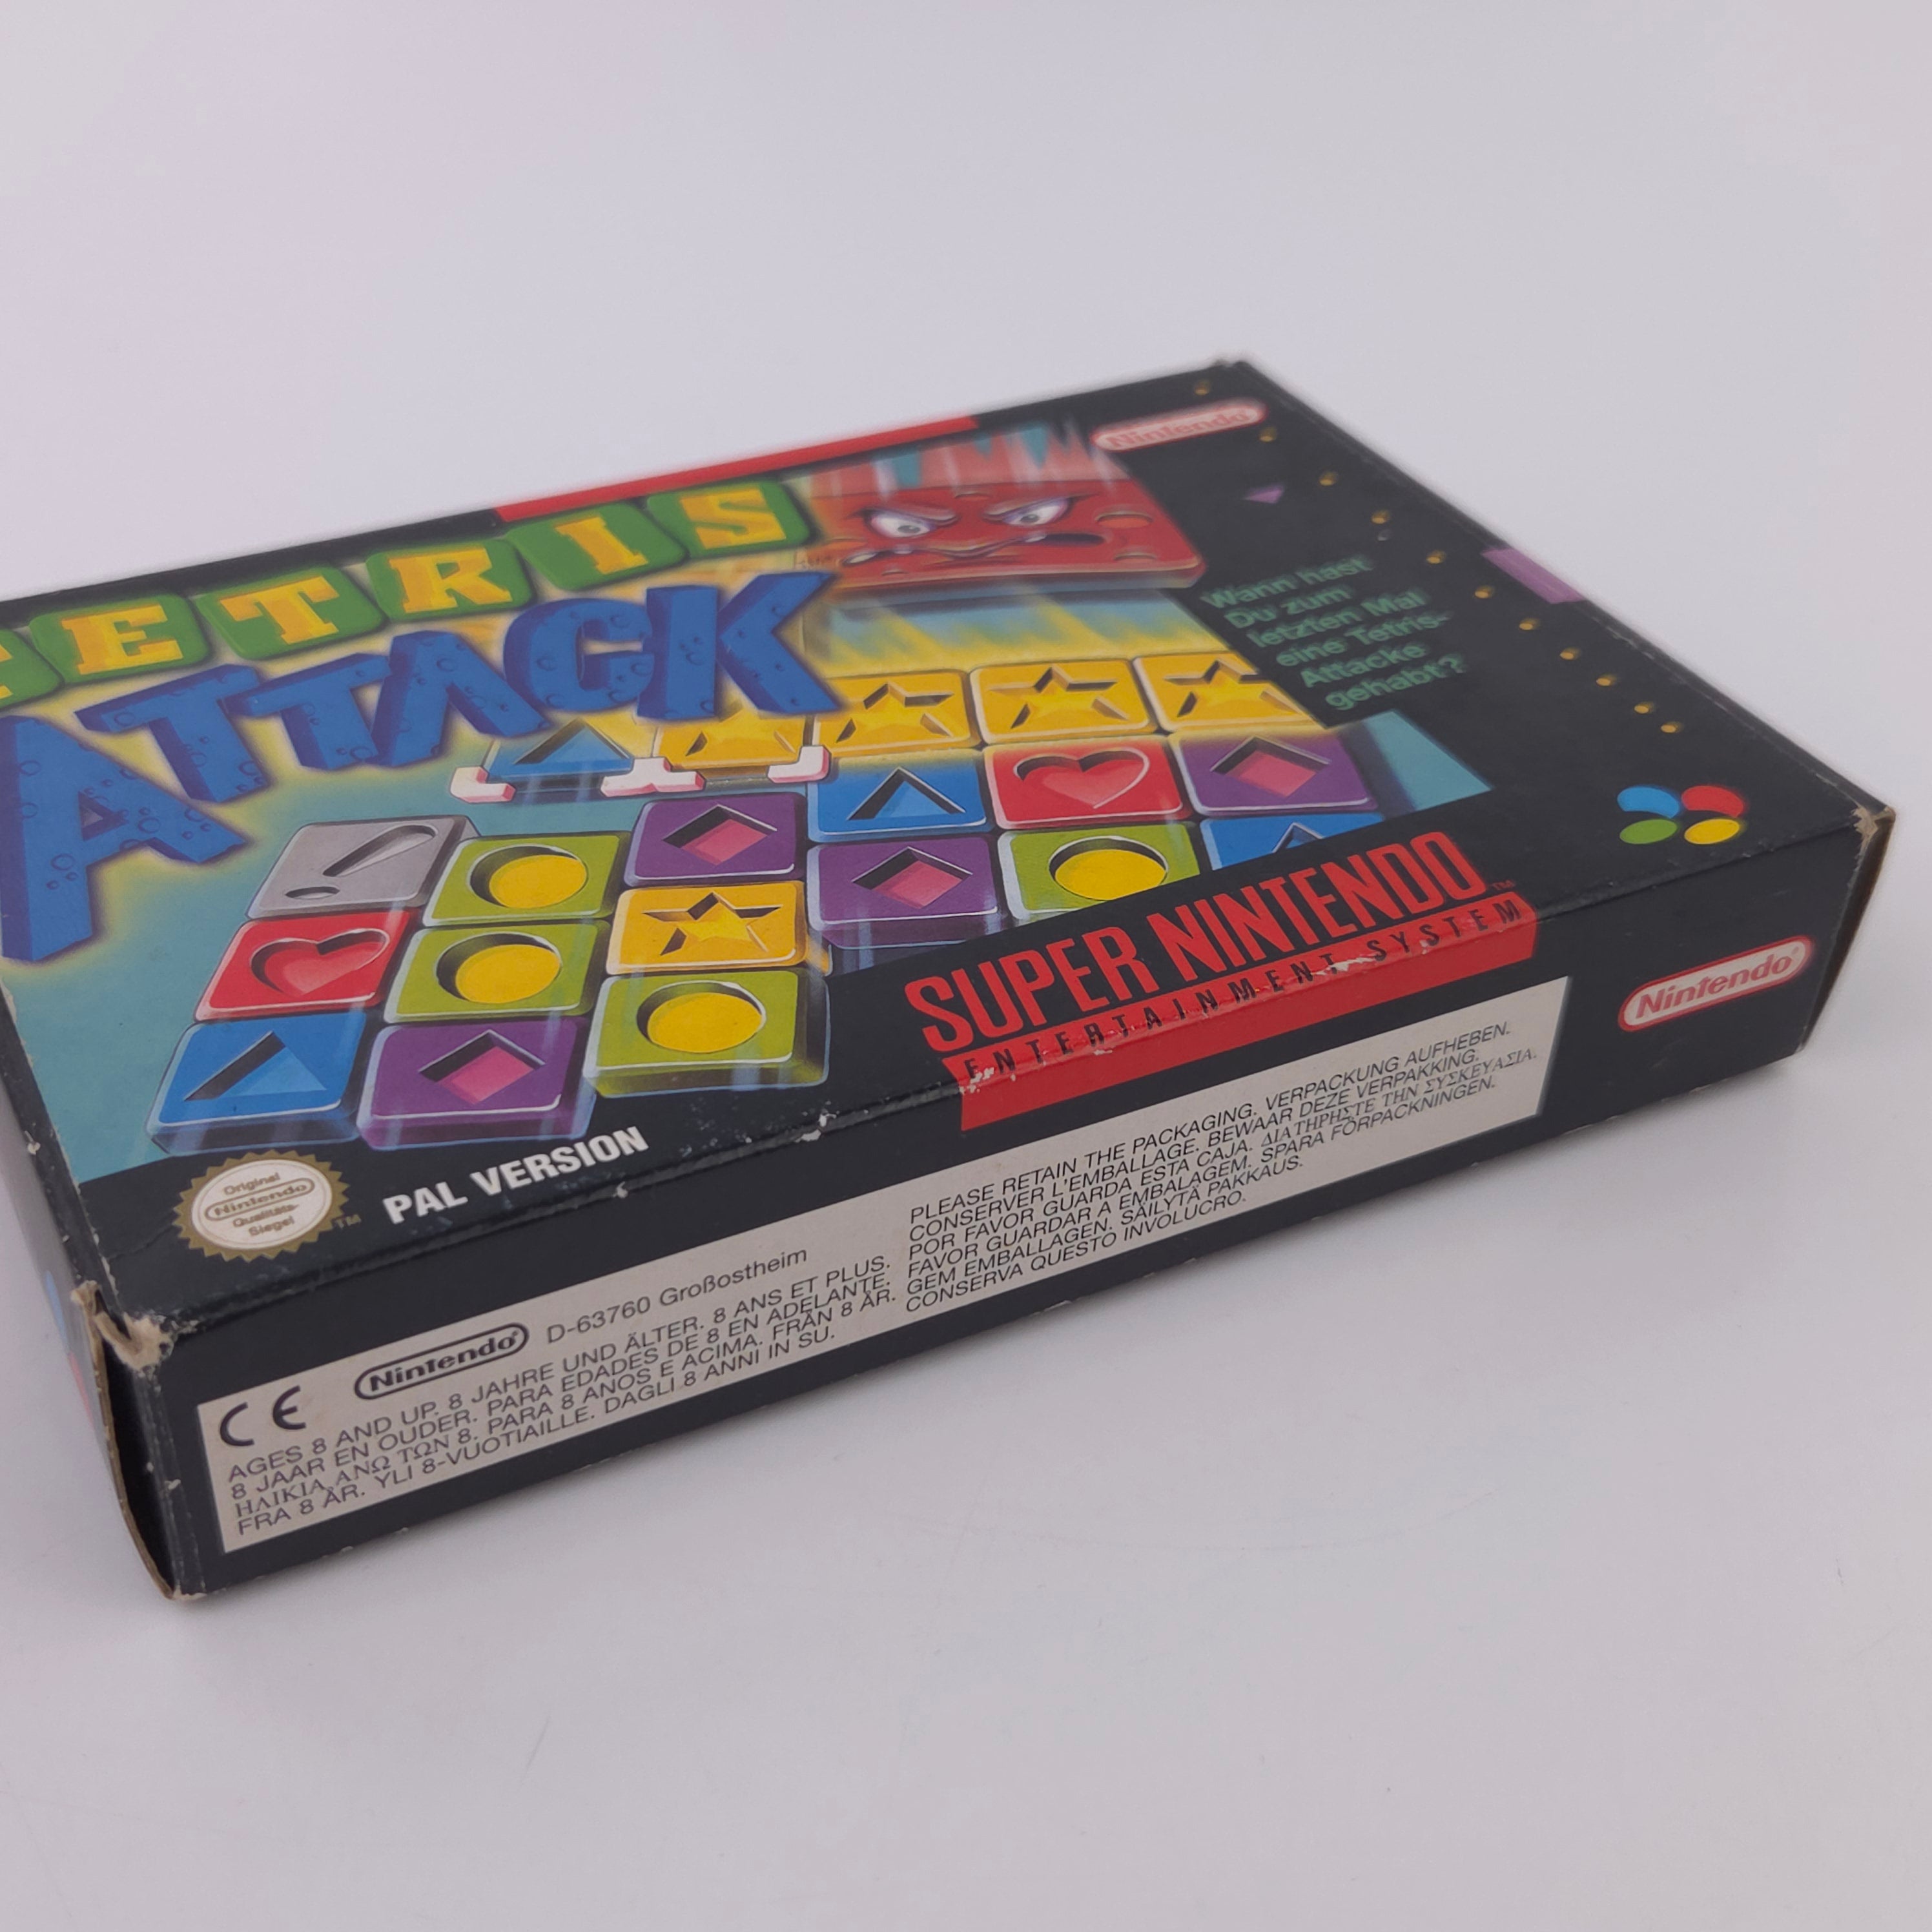 Nintendo
TETRIS
ATTACK
Wann hast
Du zum
letzten Mal
eine Tetris-
Attacke
gehabt?
SUPER NINTENDO™
ENTERTAINMENT SYSTEM
Original
Nintendo
Qualitäts-
Siegel
TM
PAL VERSION
Nintendo®
CE Nintendo® D-63760 Großostheim
AGES 8 AND UP. 8 JAHRE UND ÄLTER. 8 ANS ET PLUS.
8 JAAR EN OUDER. PARA EDADES DE 8 EN ADELANTE.
ΗΛΙΚΙΑ ΑΝΩ ΤΩΝ 8. PARA 8 ANOS E ACIMA. FRÅN 8 ÅR.
FRA 8 ÅR. YLI 8-VUOTIAILLE. DAGLI 8 ANNI IN SU.
PLEASE RETAIN THE PACKAGING. VERPACKUNG AUFHEBEN.
CONSERVER L'EMBALLAGE. BEWAAR DEZE VERPAKKING.
POR FAVOR GUARDA ESTA CAJA. ΔΙΑΤΗΡΗΣΤΕ ΤΗΝ ΣΥΣΚΕΥΑΣΙΑ.
FAVOR GUARDAR A EMBALAGEM. SPARA FÖRPACKNINGEN.
GEM EMBALLAGEN. SÄILYTÄ PAKKAUS.
CONSERVA QUESTO INVOLUCRO.